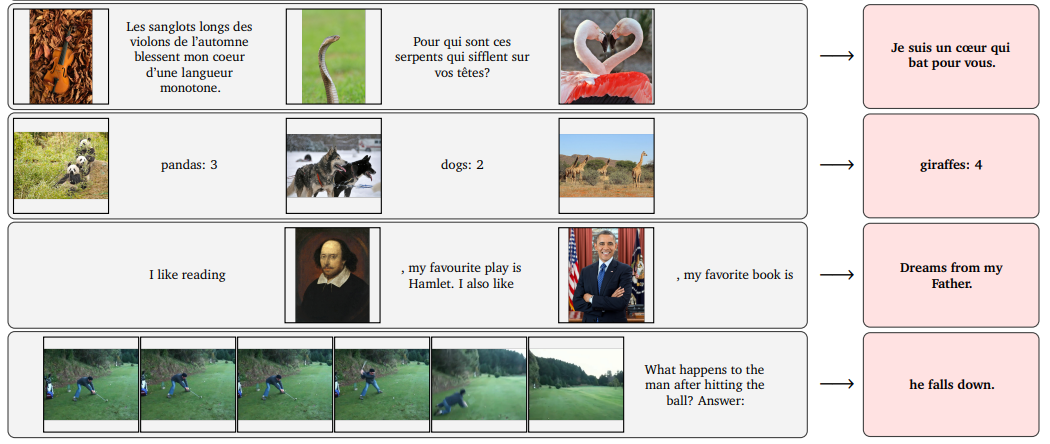 Les sanglots longs des
violons de l'automne
blessent mon coeur
d'une langueur
monotone.
Pour qui sont ces
serpents qui sifflent sur
vos têtes?
Je suis un cœur qui
bat pour vous.
pandas: 3
dogs: 2
giraffes: 4
I like reading
, my favourite play is
Hamlet. I also like
, my favorite book is
Dreams from my
Father.
What happens to the
man after hitting the
ball? Answer:
he falls down.